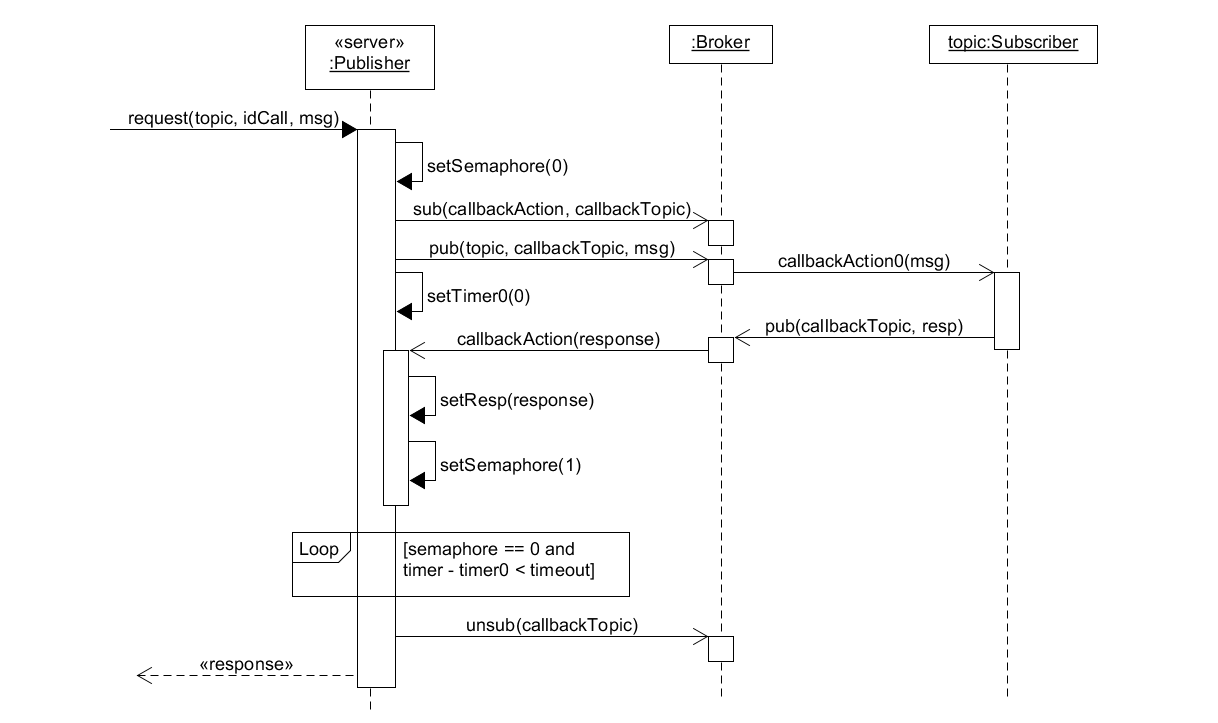 «server»
:Publisher
:Broker
topic:Subscriber
request(topic, idCall, msg)
setSemaphore(0)
sub(callbackAction, callbackTopic)
pub(topic, callbackTopic, msg)
callbackAction0(msg)
setTimer0(0)
pub(callbackTopic, resp)
callbackAction(response)
setResp(response)
setSemaphore(1)
Loop
[semaphore == 0 and
timer - timer0 < timeout]
unsub(callbackTopic)
«response»